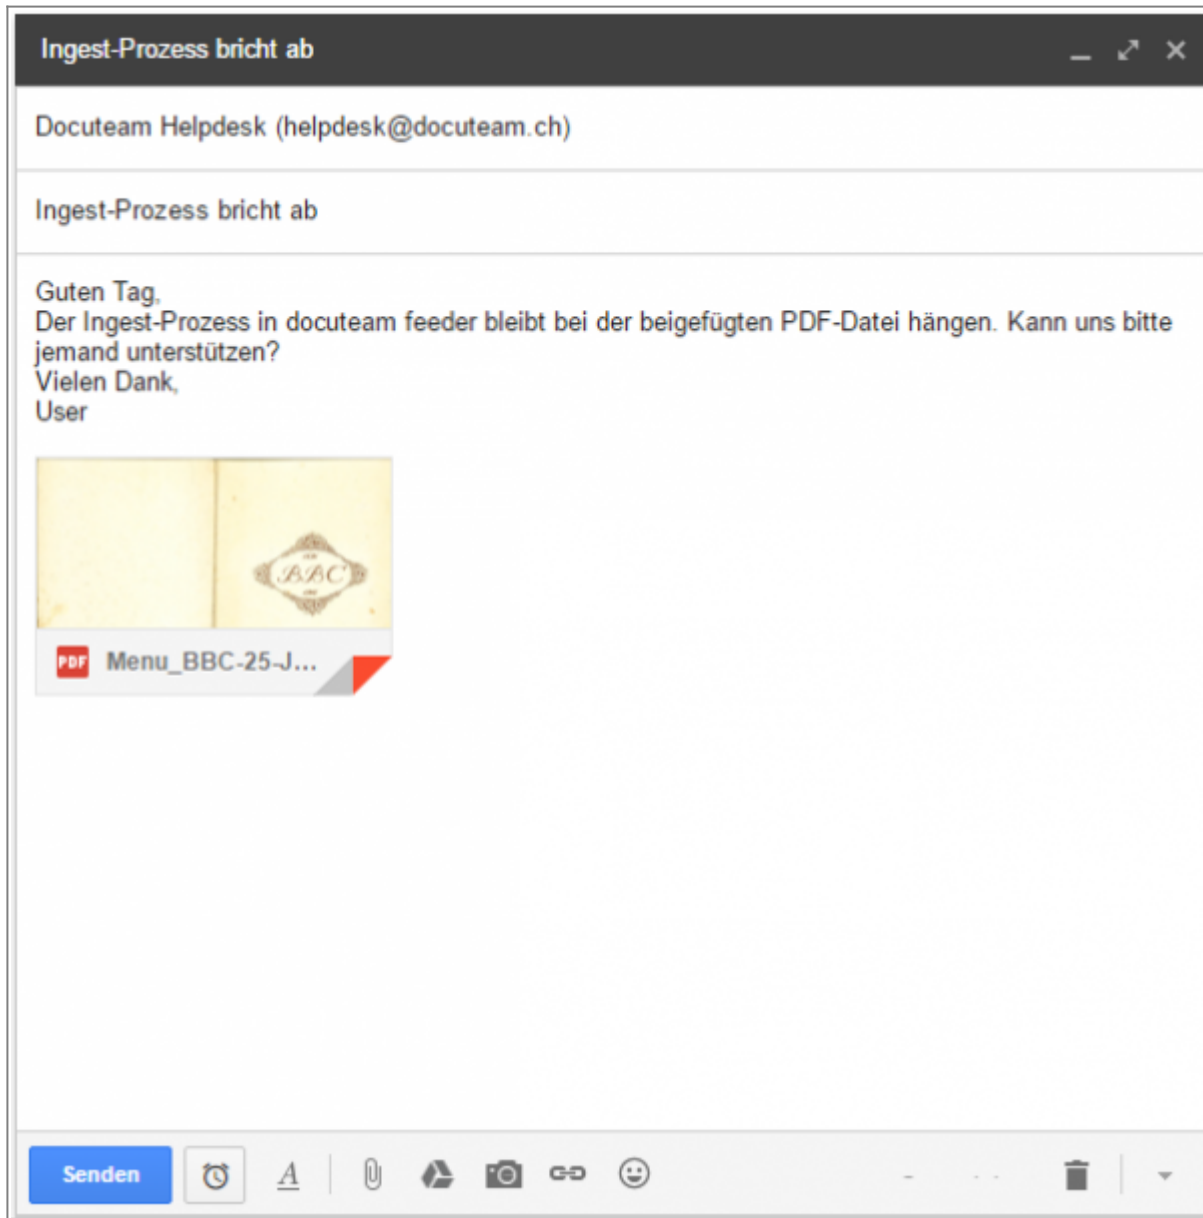 Ingest-Prozess bricht ab
Docuteam Helpdesk (helpdesk@docuteam.ch)
Ingest-Prozess bricht ab
Guten Tag,
Der Ingest-Prozess in docuteam feeder bleibt bei der beigefügten PDF-Datei hängen. Kann uns bitte
jemand unterstützen?
Vielen Dank,
User
BBC
PDF Menu_BBC-25-J...
Senden A